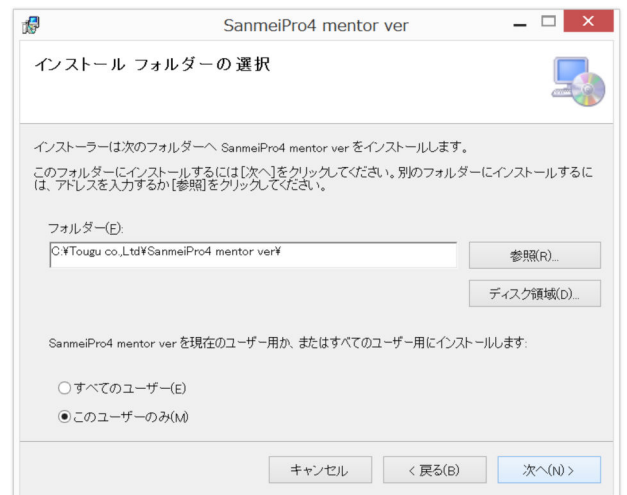 SanmeiPro4 mentor ver
インストール フォルダーの選択
インストーラーは次のフォルダーへ SanmeiPro4 mentor ver をインストールします。
このフォルダーにインストールするには[次へ]をクリックしてください。別のフォルダーにインストールするに
は、アドレスを入力するか[参照]をクリックしてください。
フォルダー(F):
C:¥Tougu co.,Ltd¥SanmeiPro4 mentor ver¥
参照(R)...
ディスク領域(D)...
SanmeiPro4 mentor ver を現在のユーザー用か、またはすべてのユーザー用にインストールします:
すべてのユーザー(E)
このユーザーのみ(M)
キャンセル
< 戻る(B)
次へ(N) >